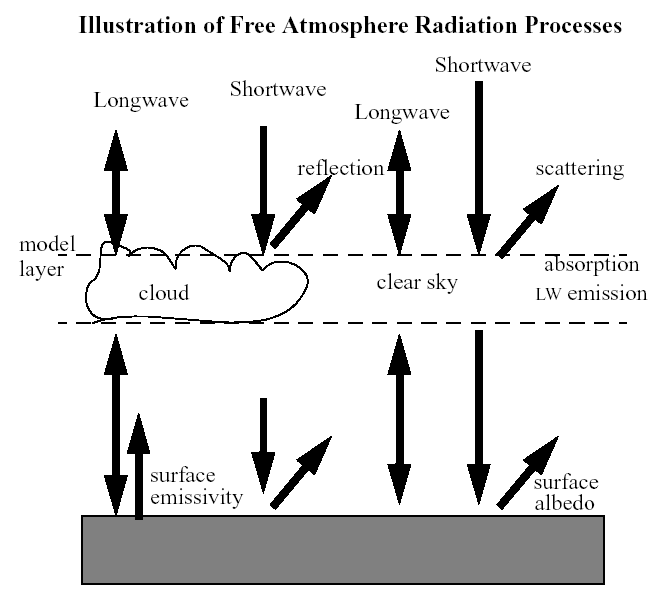 Illustration of Free Atmosphere Radiation Processes
Shortwave
Shortwave
Longwave
Longwave
reflection
scattering
model
layer
absorption
clear sky
cloud
LW emission
surface
emissivity
surface
albedo